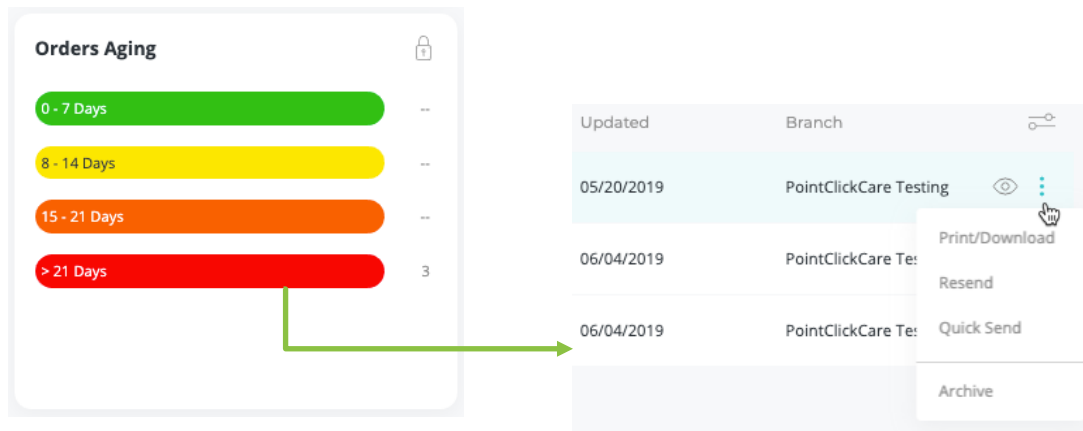 Orders Aging
0 - 7 Days --
8 - 14 Days --
15 - 21 Days --
> 21 Days 3
Updated Branch
05/20/2019 PointClickCare Testing
Print/Download
06/04/2019 PointClickCare Tes
Resend
Quick Send
06/04/2019 PointClickCare Tes
Archive